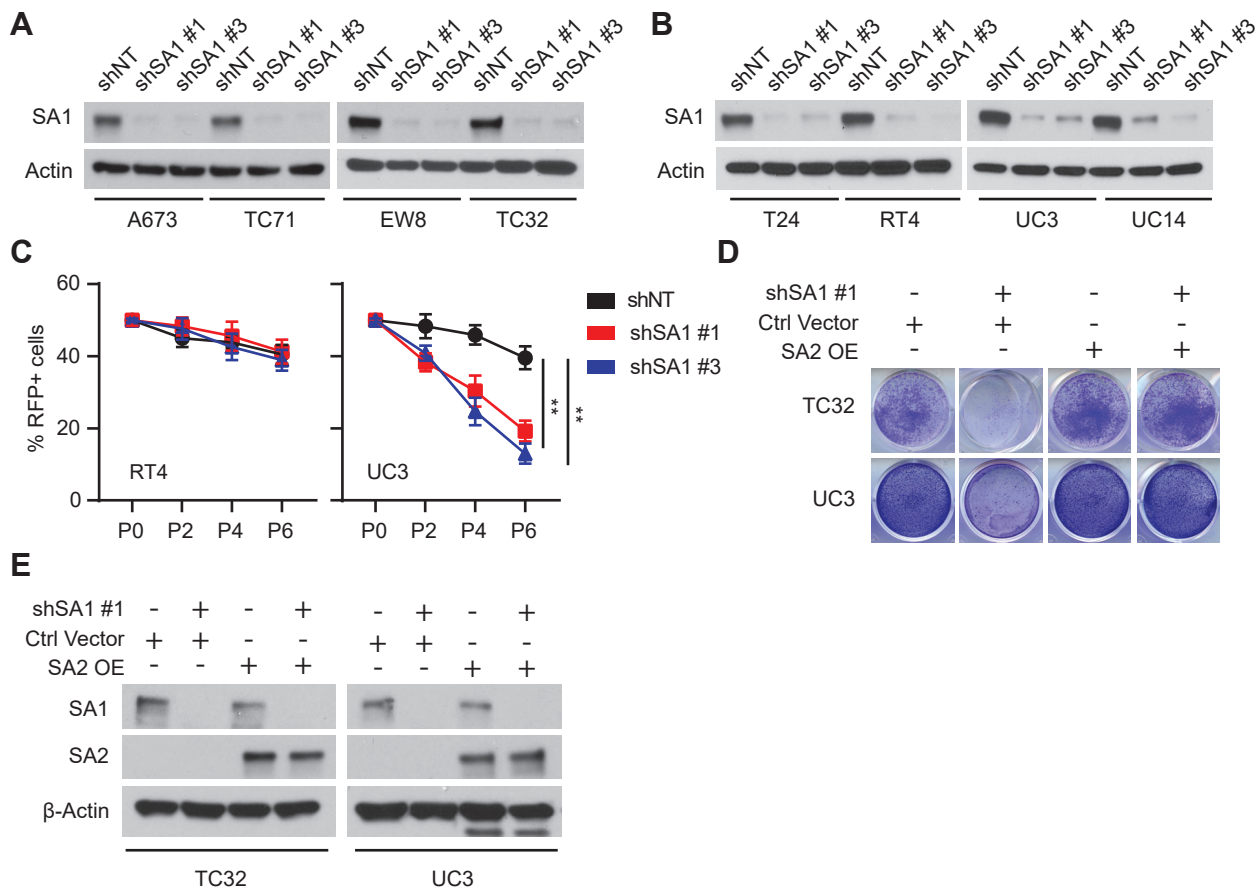 A
shNT shSA1 #1 shSA1 #3 shNT shSA1 #1 shSA1 #3 shNT shSA1 #1 shSA1 #3 shNT shSA1 #1 shSA1 #3
SA1
Actin
A673 TC71 EW8 TC32
B
shNT shSA1 #1 shSA1 #3 shNT shSA1 #1 shSA1 #3 shNT shSA1 #1 shSA1 #3 shNT shSA1 #1 shSA1 #3
SA1
Actin
T24 RT4 UC3 UC14
C
% RFP+ cells
60
40
20
0
RT4
P0 P2 P4 P6
UC3
P0 P2 P4 P6
**
**
shNT
shSA1 #1
shSA1 #3
D
shSA1 #1 - + - +
Ctrl Vector + + - -
SA2 OE - - + +
TC32
UC3
E
shSA1 #1 - + - + - + - +
Ctrl Vector + + - - + + - -
SA2 OE - - + + - - + +
SA1
SA2
β-Actin
TC32 UC3